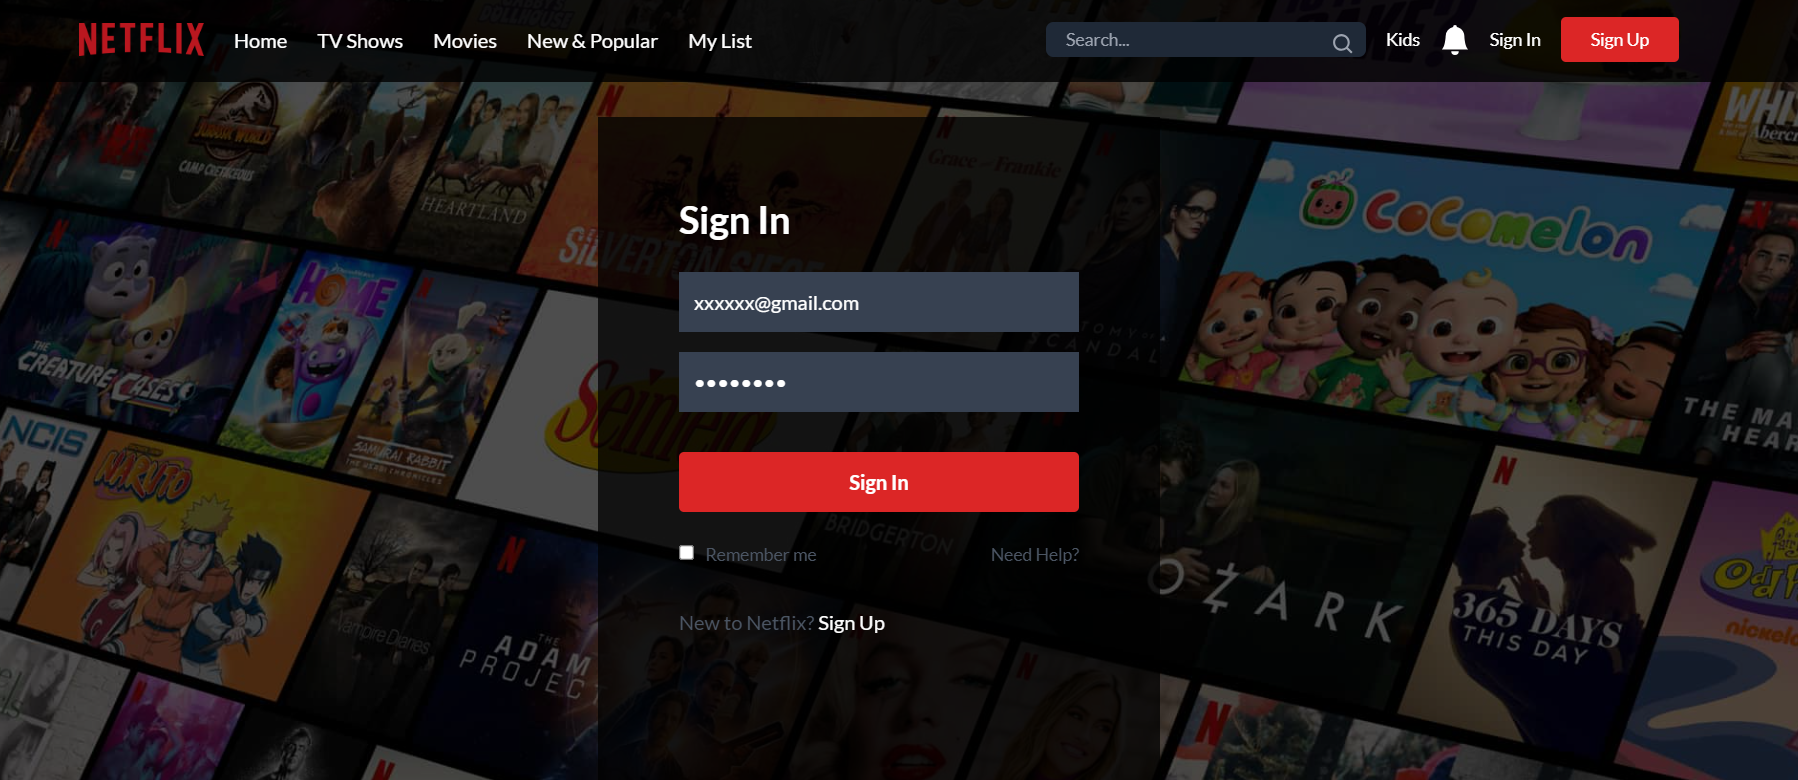 NETFLIX Home TV Shows Movies New & Popular My List Search... Kids Sign In Sign Up
JURASSIC WORLD
CAMP CRETACEOUS
HEARTLAND
N
SILVERTON SIEGE
N
Grace and Frankie
CoComelon
Sign In
xxxxxx@gmail.com
HOME
THE
CREATURE CASES
SCANDAL
Seinfeld
THE MA
HEAR
NCIS
NARUTO
SAMURAI RABBIT
THE USAGI CHRONICLES
Sign In
BRIDGERTON
Remember me Need Help?
OZARK
N
365 DAYS
THIS DAY
nickelo
Vampire Diaries
N
THE
ADAM
PROJECT
New to Netflix? Sign Up